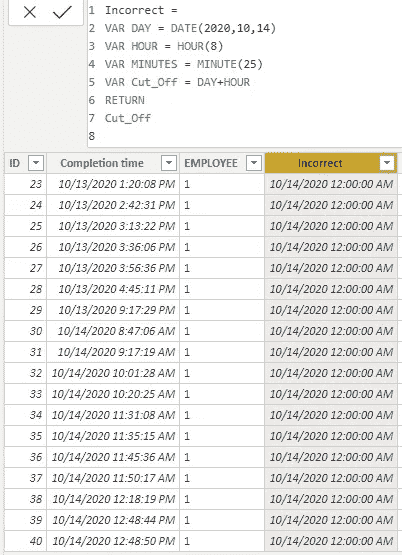 1 Incorrect =
2 VAR DAY = DATE(2020,10,14)
3 VAR HOUR = HOUR(8)
4 VAR MINUTES = MINUTE(25)
5 VAR Cut_Off = DAY+HOUR
6 RETURN
7 Cut_Off
8
ID Completion time EMPLOYEE Incorrect
23 10/13/2020 1:20:08 PM 1 10/14/2020 12:00:00 AM
24 10/13/2020 2:42:31 PM 1 10/14/2020 12:00:00 AM
25 10/13/2020 3:13:22 PM 1 10/14/2020 12:00:00 AM
26 10/13/2020 3:36:06 PM 1 10/14/2020 12:00:00 AM
27 10/13/2020 3:56:36 PM 1 10/14/2020 12:00:00 AM
28 10/13/2020 4:45:11 PM 1 10/14/2020 12:00:00 AM
29 10/13/2020 9:17:29 PM 1 10/14/2020 12:00:00 AM
30 10/14/2020 8:47:06 AM 1 10/14/2020 12:00:00 AM
31 10/14/2020 9:17:19 AM 1 10/14/2020 12:00:00 AM
32 10/14/2020 10:01:28 AM 1 10/14/2020 12:00:00 AM
33 10/14/2020 10:20:25 AM 1 10/14/2020 12:00:00 AM
34 10/14/2020 11:31:08 AM 1 10/14/2020 12:00:00 AM
35 10/14/2020 11:35:15 AM 1 10/14/2020 12:00:00 AM
36 10/14/2020 11:45:36 AM 1 10/14/2020 12:00:00 AM
37 10/14/2020 11:50:17 AM 1 10/14/2020 12:00:00 AM
38 10/14/2020 12:18:19 PM 1 10/14/2020 12:00:00 AM
39 10/14/2020 12:48:44 PM 1 10/14/2020 12:00:00 AM
40 10/14/2020 12:48:50 PM 1 10/14/2020 12:00:00 AM